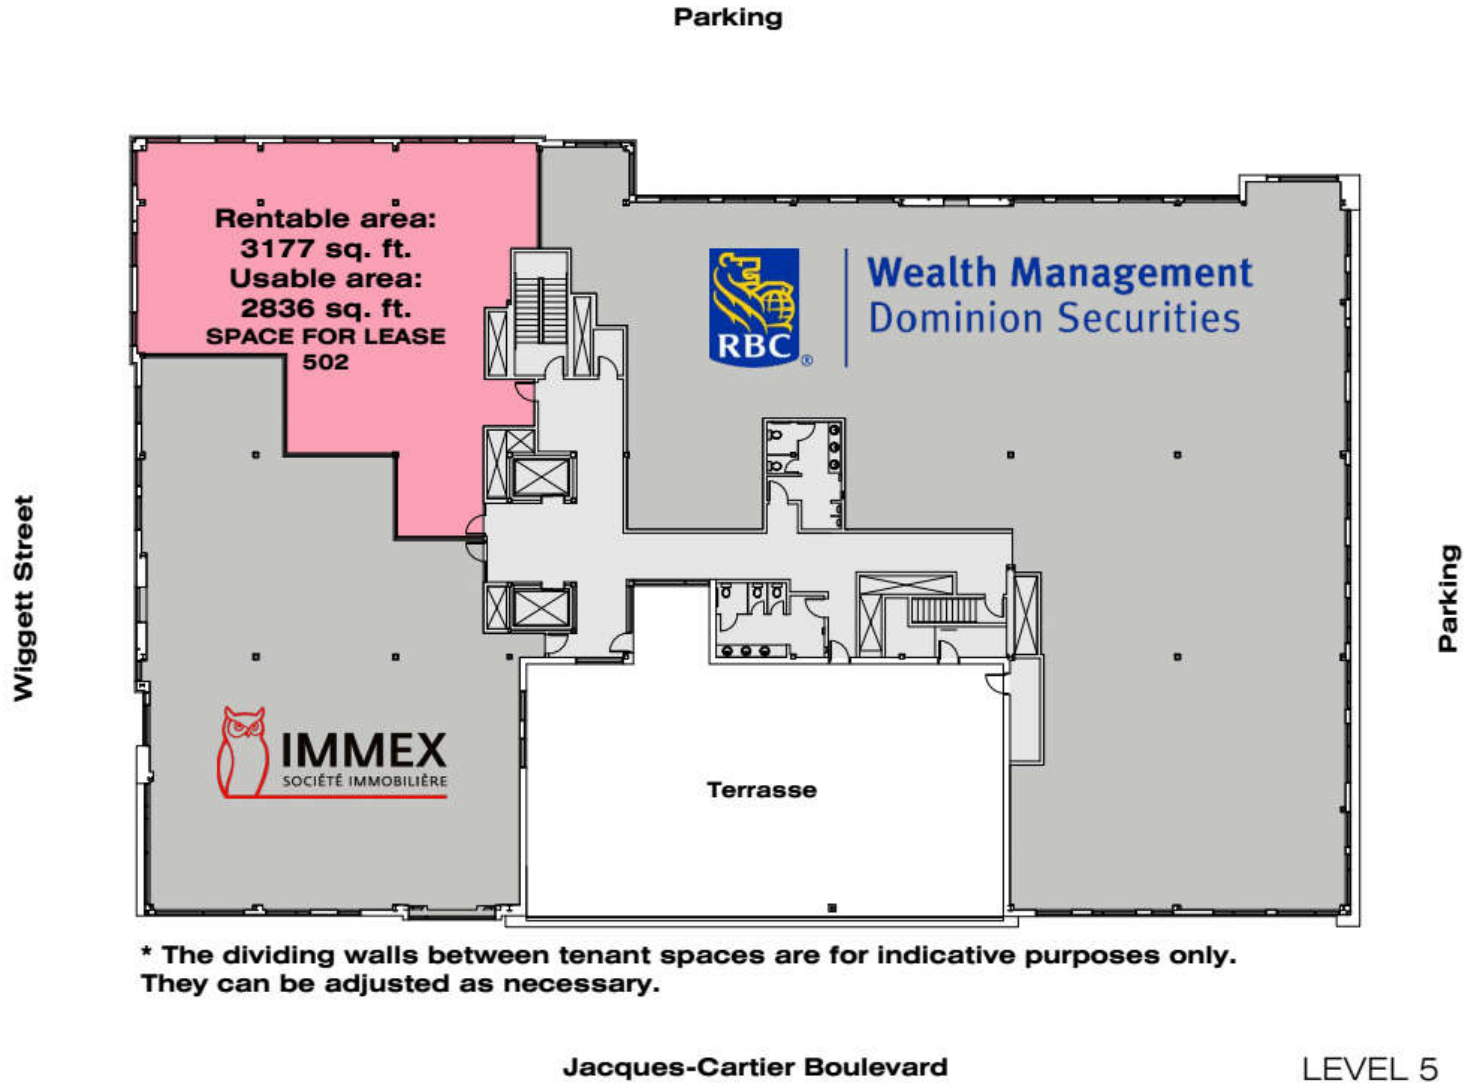 Parking
Rentable area:
3177 sq. ft.
Usable area:
2836 sq. ft.
SPACE FOR LEASE
502
RBC
®
Wealth Management
Dominion Securities
Wiggett Street
Parking
IMMEX
SOCIÉTÉ IMMOBILIÈRE
Terrasse
* The dividing walls between tenant spaces are for indicative purposes only.
They can be adjusted as necessary.
Jacques-Cartier Boulevard
LEVEL 5